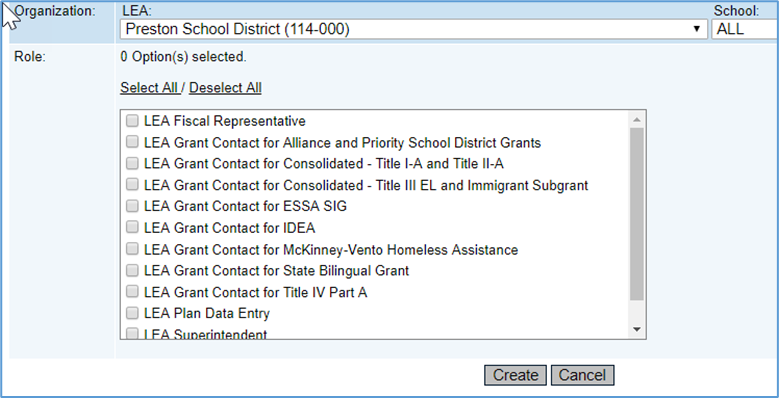 Organization: LEA: School:
Preston School District (114-000) ALL
Role: 0 Option(s) selected.
Select All / Deselect All
LEA Fiscal Representative
LEA Grant Contact for Alliance and Priority School District Grants
LEA Grant Contact for Consolidated - Title I-A and Title II-A
LEA Grant Contact for Consolidated - Title III EL and Immigrant Subgrant
LEA Grant Contact for ESSA SIG
LEA Grant Contact for IDEA
LEA Grant Contact for McKinney-Vento Homeless Assistance
LEA Grant Contact for State Bilingual Grant
LEA Grant Contact for Title IV Part A
LEA Plan Data Entry
LEA Superintendent
Create Cancel